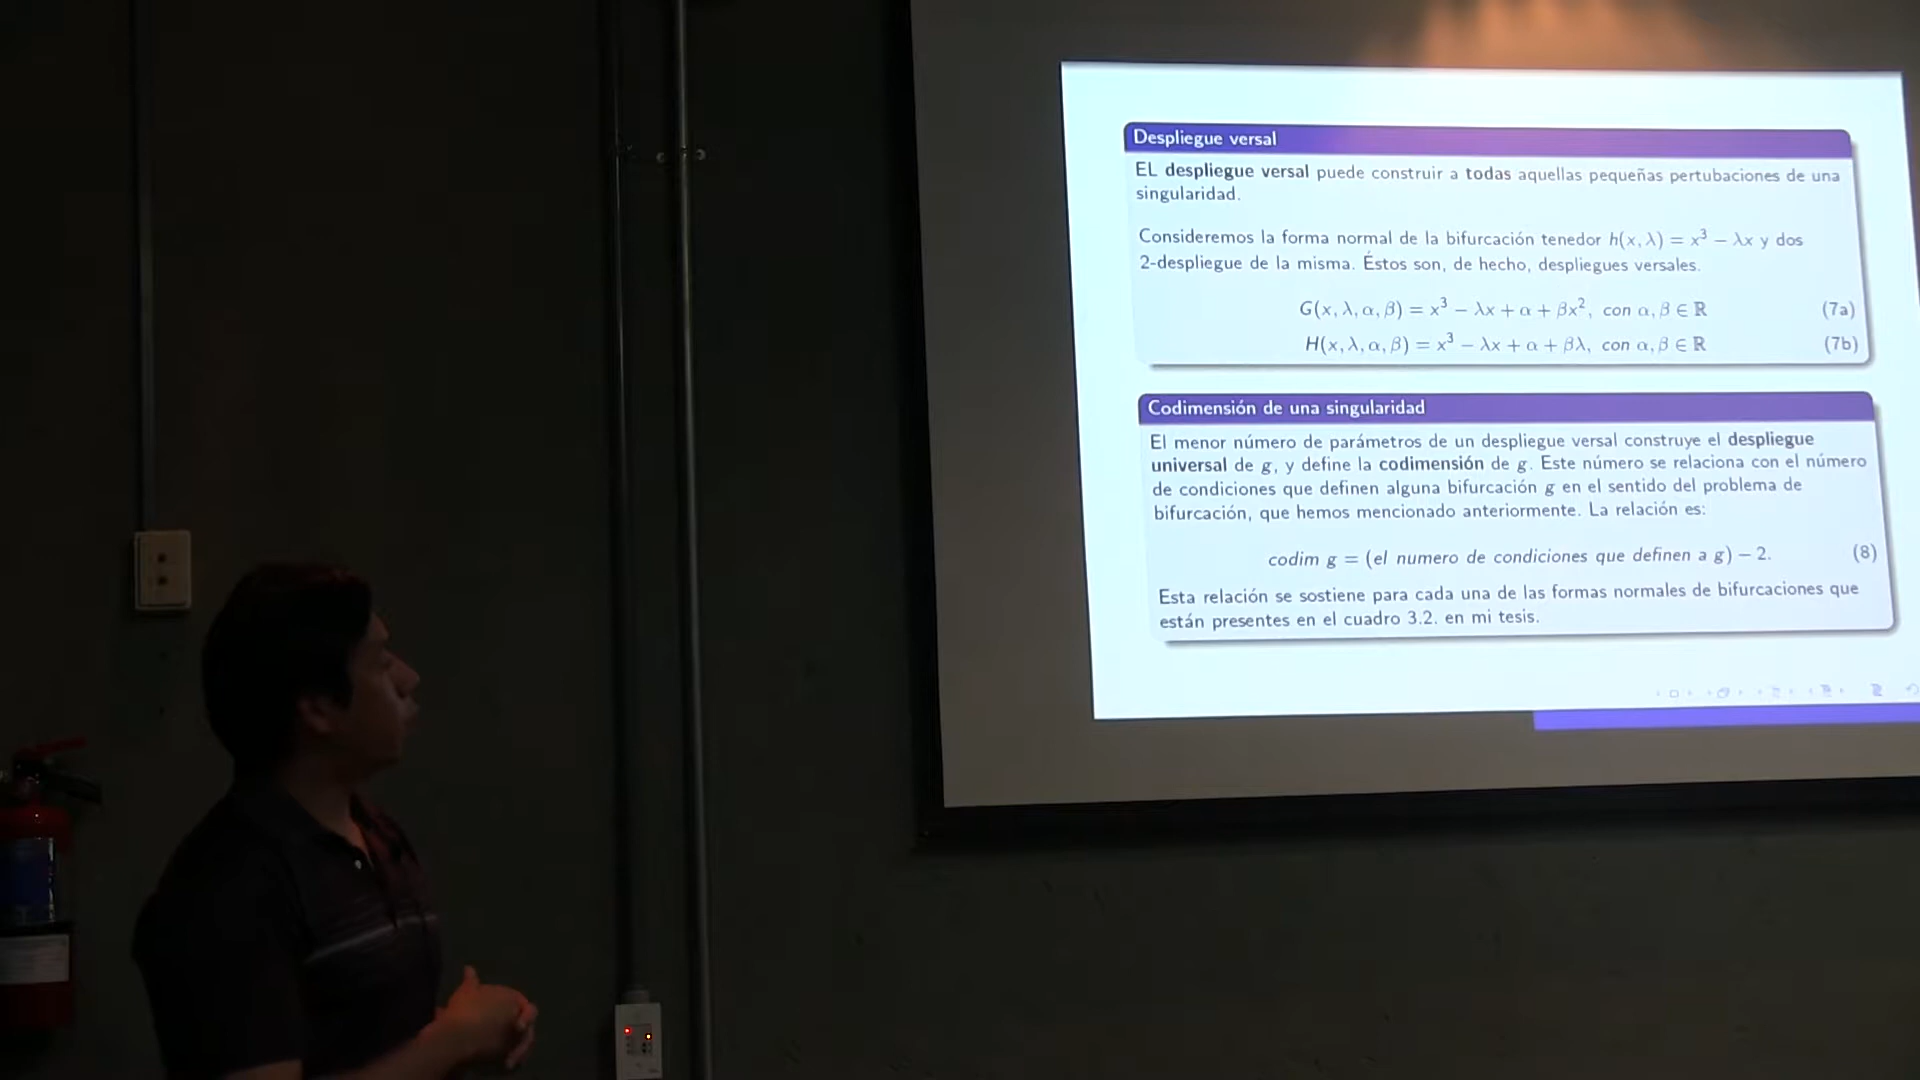 Despliegue versal
EL despliegue versal puede construir a todas aquellas pequeñas pertubaciones de una
singularidad.
Consideremos la forma normal de la bifurcación tenedor h(x, λ) = x³ − λx y dos
2-despliegue de la misma. Éstos son, de hecho, despliegues versales.
G(x, λ, α, β) = x³ − λx + α + βx², con α, β ∈ ℝ (7a)
H(x, λ, α, β) = x³ − λx + α + βλ, con α, β ∈ ℝ (7b)
Codimensión de una singularidad
El menor número de parámetros de un despliegue versal construye el despliegue
universal de g, y define la codimensión de g. Este número se relaciona con el número
de condiciones que definen alguna bifurcación g en el sentido del problema de
bifurcación, que hemos mencionado anteriormente. La relación es:
codim g = (el numero de condiciones que definen a g) − 2. (8)
Esta relación se sostiene para cada una de las formas normales de bifurcaciones que
están presentes en el cuadro 3.2. en mi tesis.